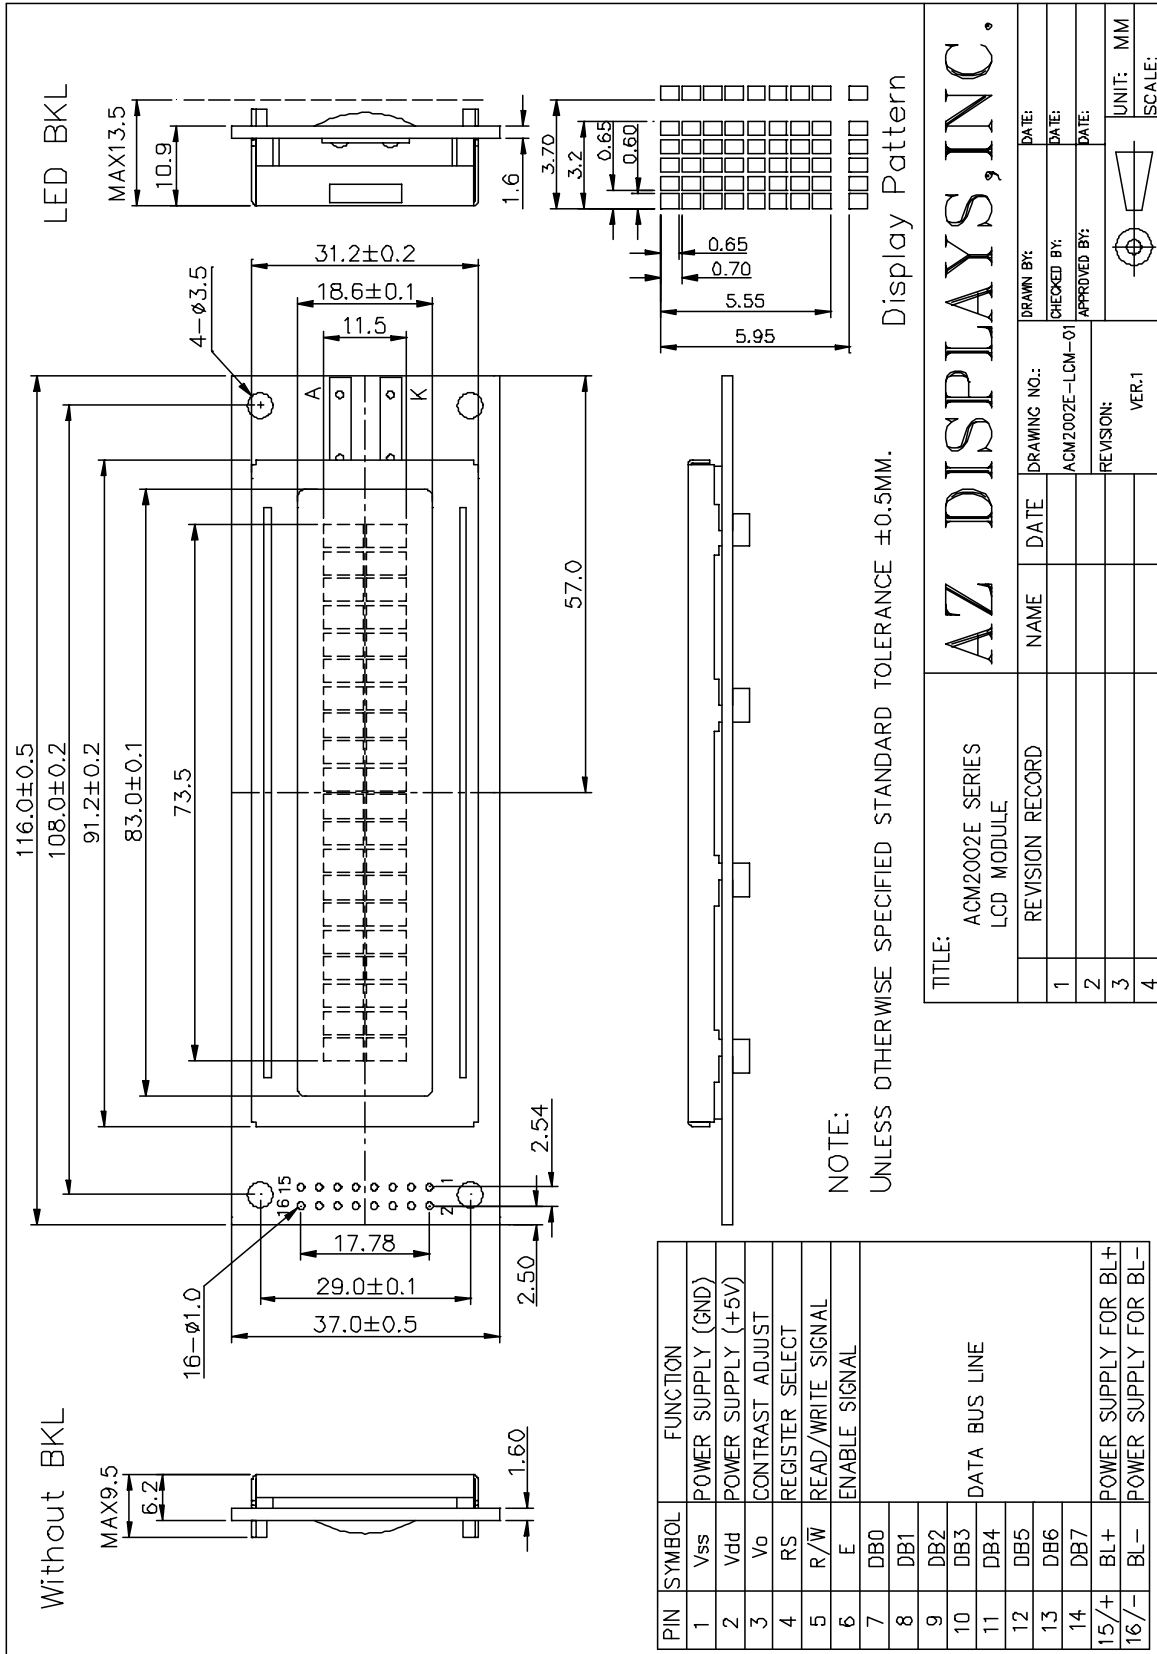 Without BKL
MAX9.5
6.2
1.60
116.0±0.5
108.0±0.2
91.2±0.2
83.0±0.1
73.5
57.0
4-ø3.5
31.2±0.2
18.6±0.1
11.5
A
K
16-ø1.0
16 15
2 1
17.78
29.0±0.1
37.0±0.5
2.50
2.54
LED BKL
MAX13.5
10.9
1.6
3.70
3.2
0.65
0.60
0.65
0.70
5.55
5.95
Display Pattern
NOTE:
UNLESS OTHERWISE SPECIFIED STANDARD TOLERANCE ±0.5MM.
PIN SYMBOL FUNCTION
1 Vss POWER SUPPLY (GND)
2 Vdd POWER SUPPLY (+5V)
3 Vo CONTRAST ADJUST
4 RS REGISTER SELECT
5 R/W̅ READ/WRITE SIGNAL
6 E ENABLE SIGNAL
7 DB0
8 DB1
9 DB2
10 DB3
11 DB4
12 DB5
13 DB6
14 DB7
DATA BUS LINE
15/+ BL+ POWER SUPPLY FOR BL+
16/- BL- POWER SUPPLY FOR BL-
TITLE:
ACM2002E SERIES
LCD MODULE
AZ DISPLAYS,INC.
REVISION RECORD NAME DATE
1
2
3
4
DRAWING NO.:
ACM2002E-LCM-01
REVISION:
VER.1
DRAWN BY: DATE:
CHECKED BY: DATE:
APPROVED BY: DATE:
UNIT: MM
SCALE: